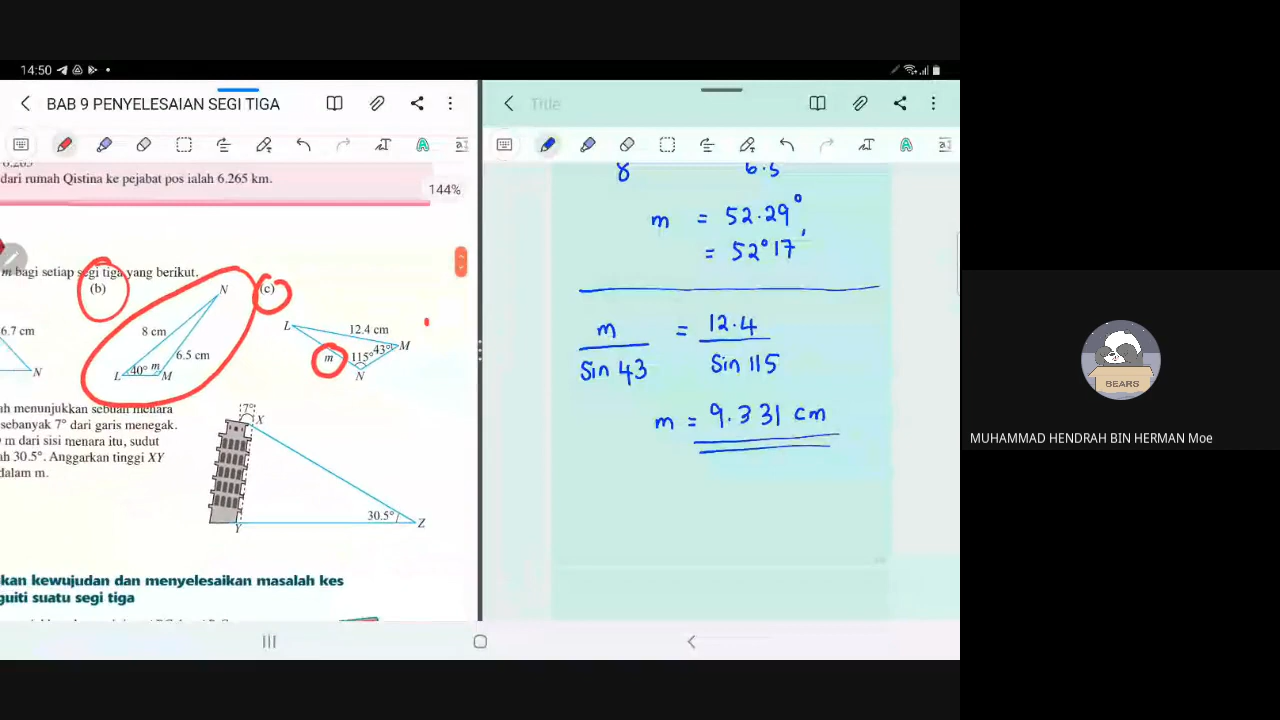 14:50
BAB 9 PENYELESAIAN SEGI TIGA
Title
dari rumah Qistina ke pejabat pos ialah 6.265 km.
144%
m bagi setiap segi tiga yang berikut.
(b)
(c)
N
8 cm
6.5 cm
40°
m
L
M
6.7 cm
N
L
12.4 cm
43°
M
m
115°
N
ah menunjukkan sebuah menara
sebanyak 7° dari garis menegak.
m dari sisi menara itu, sudut
ah 30.5°. Anggarkan tinggi XY
dalam m.
7°
X
30.5°
Z
Y
kan kewujudan dan menyelesaikan masalah kes
guiti suatu segi tiga
8 6.5
m = 52.29°
= 52°17'
m = 12.4
Sin 43 Sin 115
m = 9.331 cm
BEARS
MUHAMMAD HENDRAH BIN HERMAN Moe